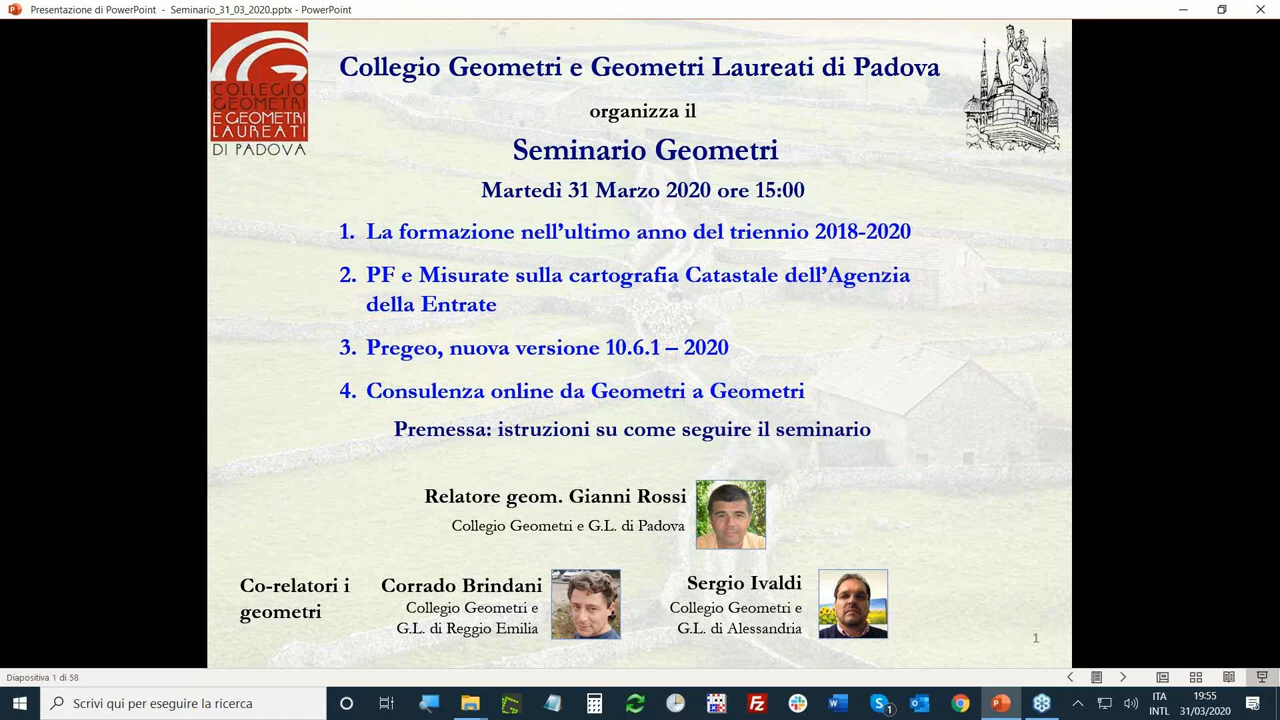 Presentazione di PowerPoint - Seminario_31_03_2020.pptx - PowerPoint
COLLEGIO
GEOMETRI
E GEOMETRI
LAUREATI
DI PADOVA
Collegio Geometri e Geometri Laureati di Padova
organizza il
Seminario Geometri
Martedì 31 Marzo 2020 ore 15:00
1. La formazione nell’ultimo anno del triennio 2018-2020
2. PF e Misurate sulla cartografia Catastale dell’Agenzia
della Entrate
3. Pregeo, nuova versione 10.6.1 – 2020
4. Consulenza online da Geometri a Geometri
Premessa: istruzioni su come seguire il seminario
Relatore geom. Gianni Rossi
Collegio Geometri e G.L. di Padova
Co-relatori i
geometri
Corrado Brindani
Collegio Geometri e
G.L. di Reggio Emilia
Sergio Ivaldi
Collegio Geometri e
G.L. di Alessandria
1
Diapositiva 1 di 58
Scrivi qui per eseguire la ricerca
1
ITA
INTL
19:55
31/03/2020